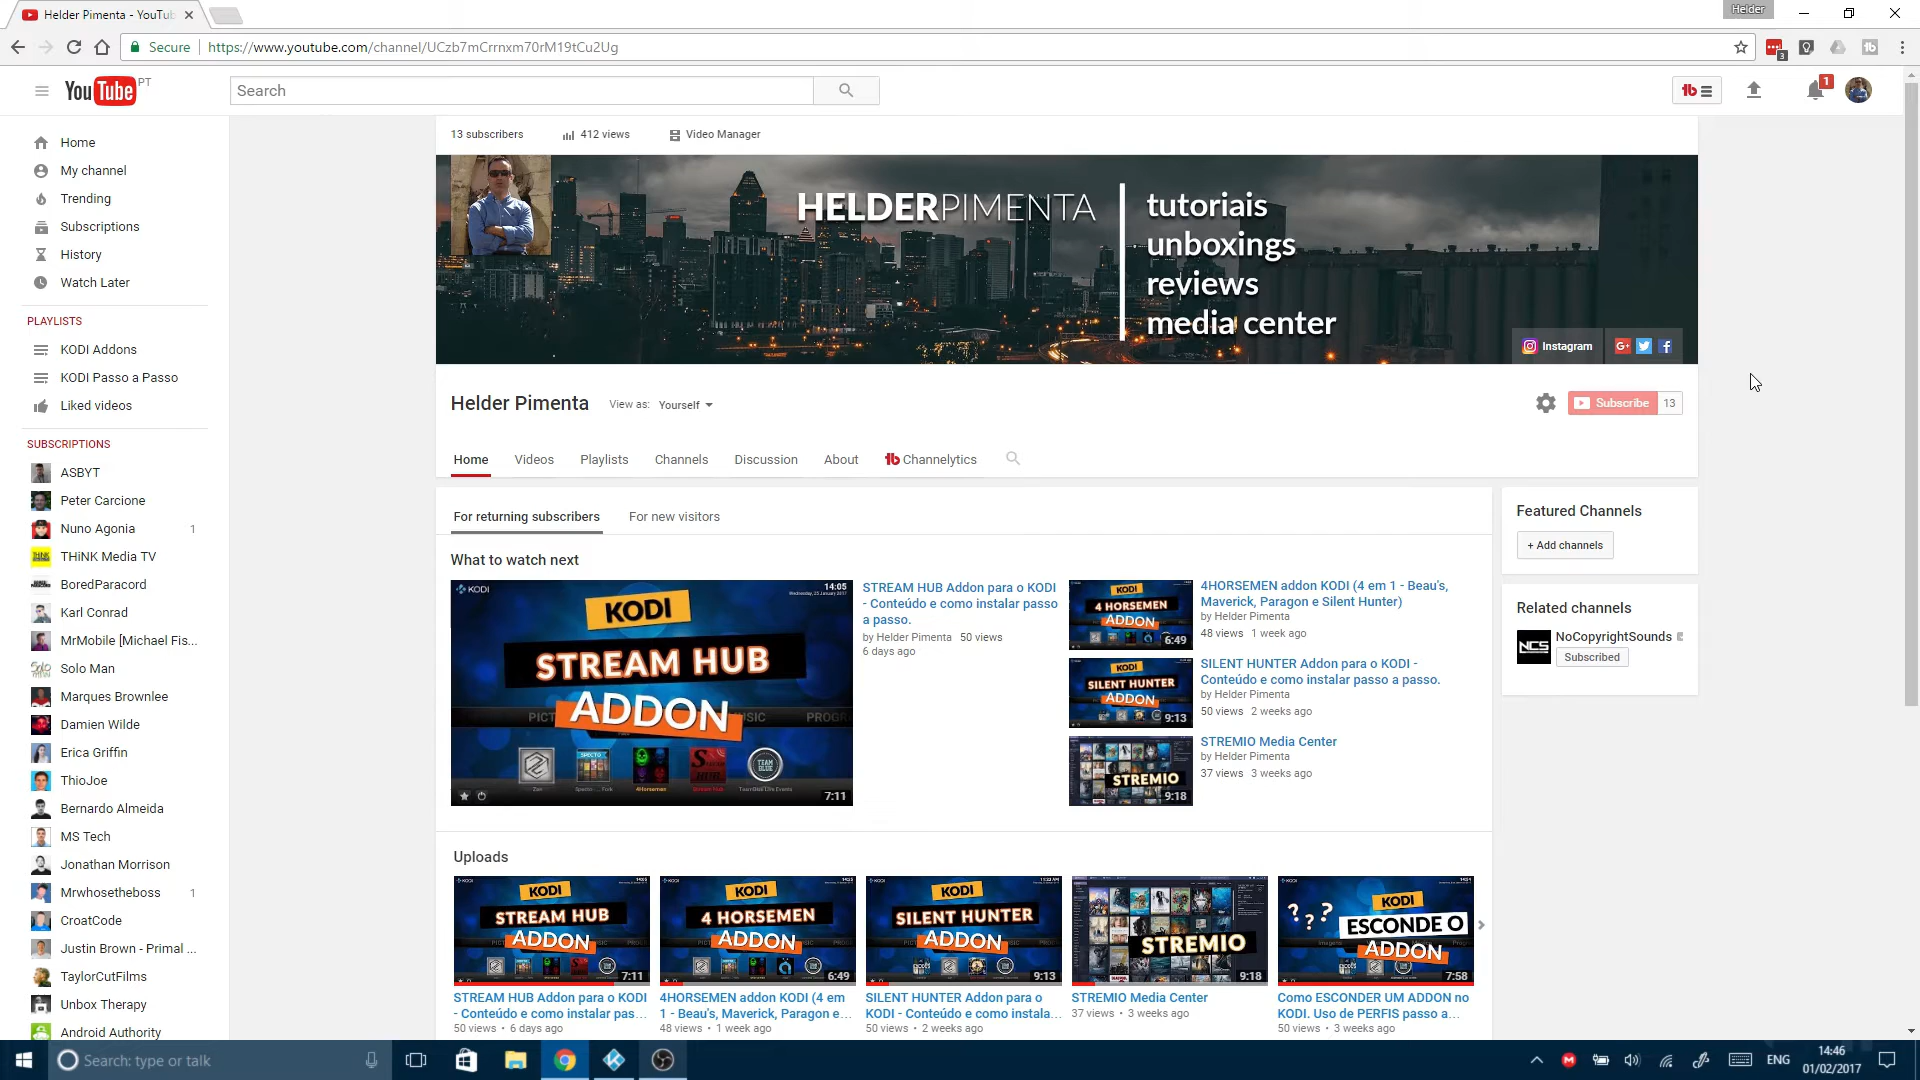 Helder Pimenta - YouTub
Helder
Secure
https://www.youtube.com/channel/UCzb7mCrrnxm70rM19tCu2Ug
3
YouTube PT
Search
1
13 subscribers
412 views
Video Manager
Home
My channel
Trending
Subscriptions
History
Watch Later
PLAYLISTS
KODI Addons
KODI Passo a Passo
Liked videos
SUBSCRIPTIONS
ASBYT
Peter Carcione
Nuno Agonia 1
THiNK Media TV
BoredParacord
Karl Conrad
MrMobile [Michael Fis...
Solo Man
Marques Brownlee
Damien Wilde
Erica Griffin
ThioJoe
Bernardo Almeida
MS Tech
Jonathan Morrison
Mrwhosetheboss 1
CroatCode
Justin Brown - Primal ...
TaylorCutFilms
Unbox Therapy
Android Authority
HELDERPIMENTA
tutoriais
unboxings
reviews
media center
Instagram
Helder Pimenta
View as: Yourself
Subscribe 13
Home
Videos
Playlists
Channels
Discussion
About
Channelytics
For returning subscribers
For new visitors
What to watch next
KODI
14:05
KODI
STREAM HUB
ADDON
7:11
STREAM HUB Addon para o KODI
- Conteúdo e como instalar passo
a passo.
by Helder Pimenta 50 views
6 days ago
KODI
4 HORSEMEN
ADDON
6:49
4HORSEMEN addon KODI (4 em 1 - Beau's,
Maverick, Paragon e Silent Hunter)
by Helder Pimenta
48 views 1 week ago
KODI
SILENT HUNTER
ADDON
9:13
SILENT HUNTER Addon para o KODI -
Conteúdo e como instalar passo a passo.
by Helder Pimenta
50 views 2 weeks ago
STREMIO
9:18
STREMIO Media Center
by Helder Pimenta
37 views 3 weeks ago
Featured Channels
+ Add channels
Related channels
NCS
NoCopyrightSounds
Subscribed
Uploads
KODI
STREAM HUB
ADDON
7:11
STREAM HUB Addon para o KODI
- Conteúdo e como instalar pas...
50 views • 6 days ago
KODI
4 HORSEMEN
ADDON
6:49
4HORSEMEN addon KODI (4 em
1 - Beau's, Maverick, Paragon e...
48 views • 1 week ago
KODI
SILENT HUNTER
ADDON
9:13
SILENT HUNTER Addon para o
KODI - Conteúdo e como instala...
50 views • 2 weeks ago
STREMIO
9:18
STREMIO Media Center
37 views • 3 weeks ago
???
KODI
ESCONDE O
ADDON
7:58
Como ESCONDER UM ADDON no
KODI. Uso de PERFIS passo a...
50 views • 3 weeks ago
Search: type or talk
ENG
14:46
01/02/2017